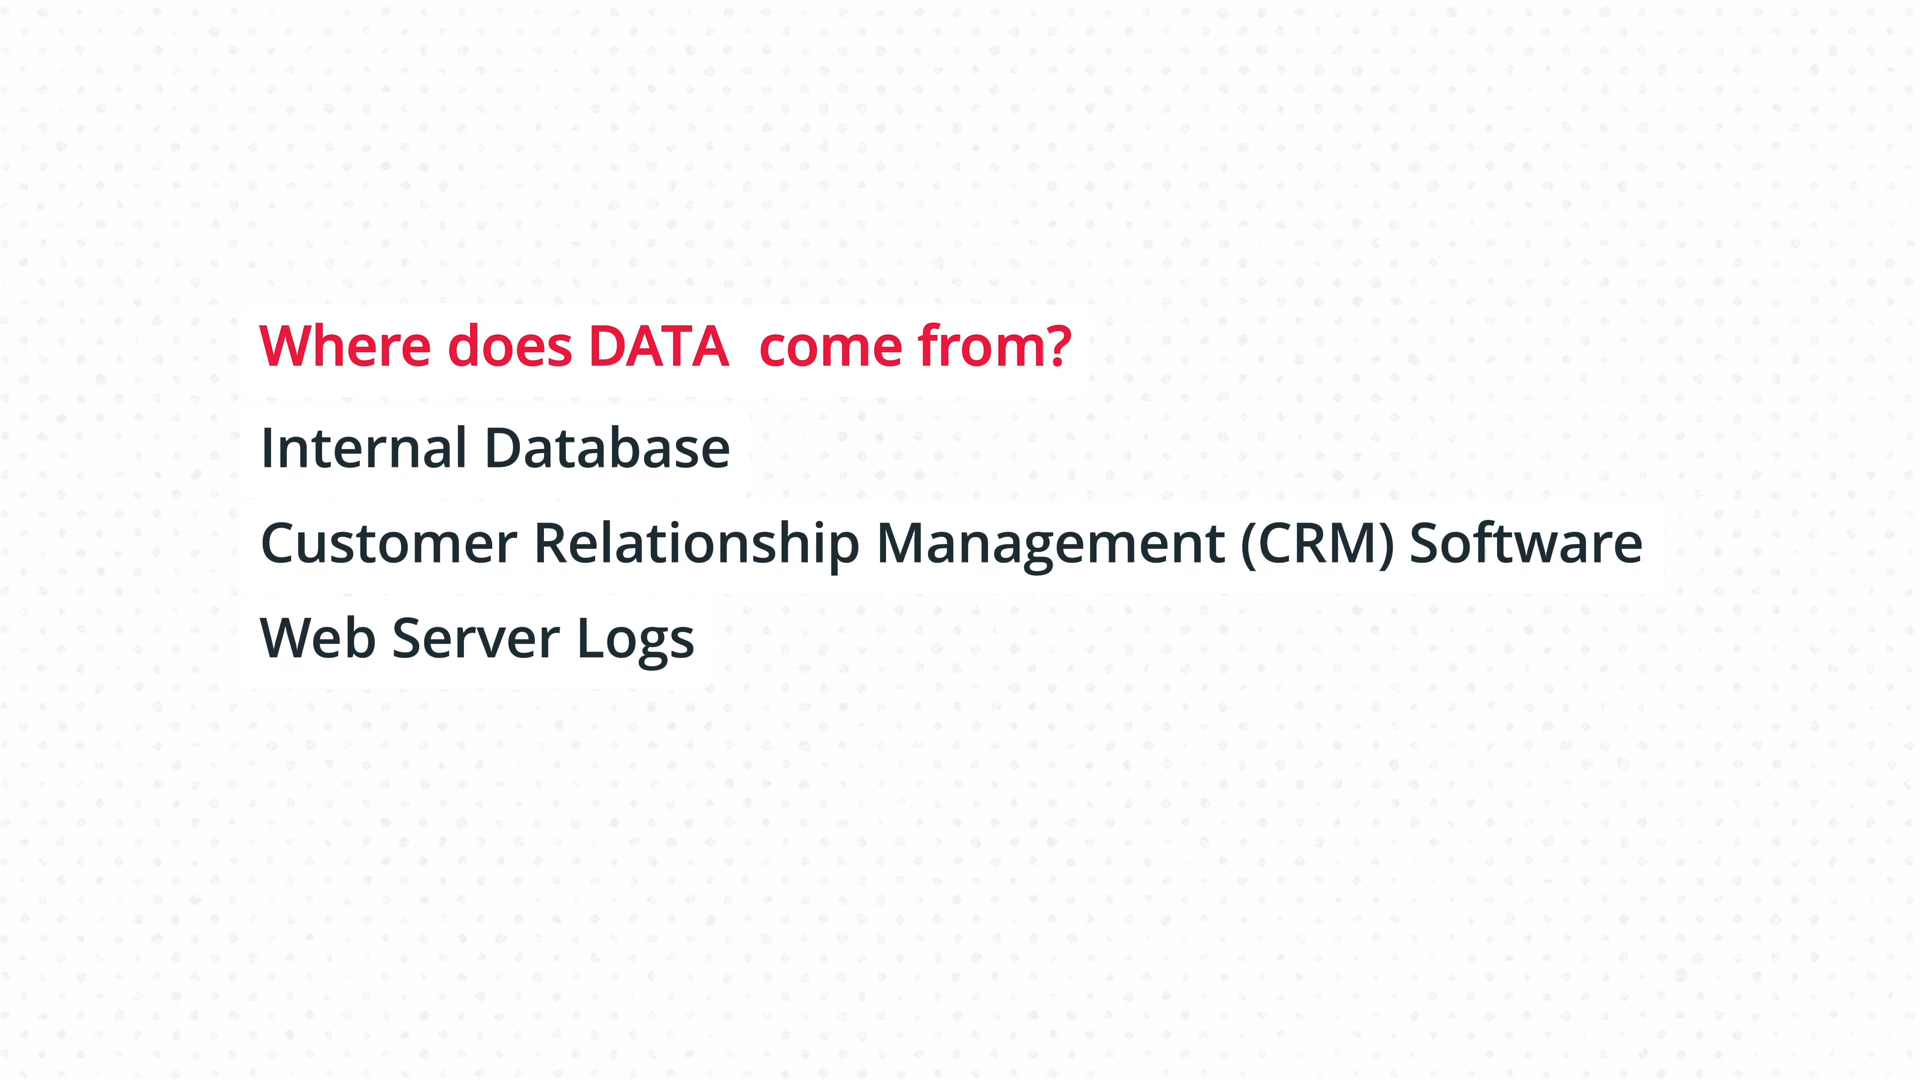 Where does DATA  come from?
Internal Database
Customer Relationship Management (CRM) Software
Web Server Logs